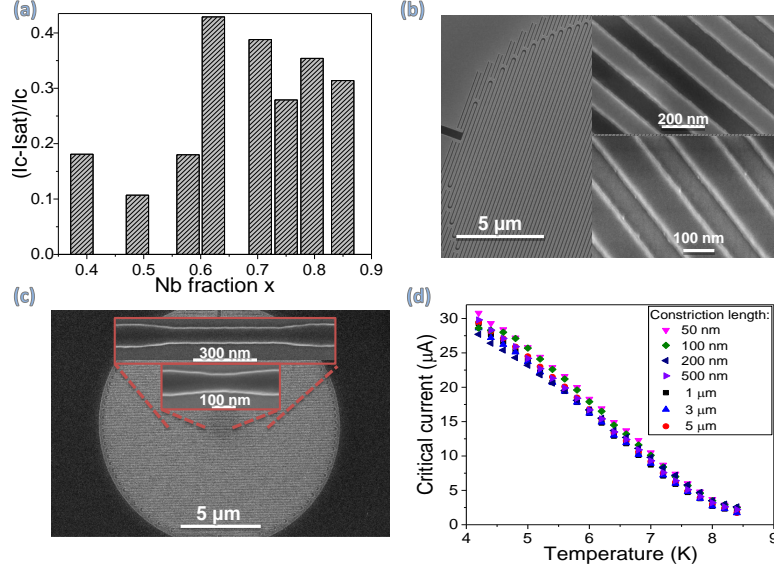 (a)
(Ic-Isat)/Ic
0.4
0.3
0.2
0.1
0.0
0.4 0.5 0.6 0.7 0.8 0.9
Nb fraction x
(b)
5 µm
200 nm
100 nm
(c)
300 nm
100 nm
5 µm
(d)
Critical current (µA)
30
25
20
15
10
5
0
4 5 6 7 8 9
Temperature (K)
Constriction length:
50 nm
100 nm
200 nm
500 nm
1 µm
3 µm
5 µm